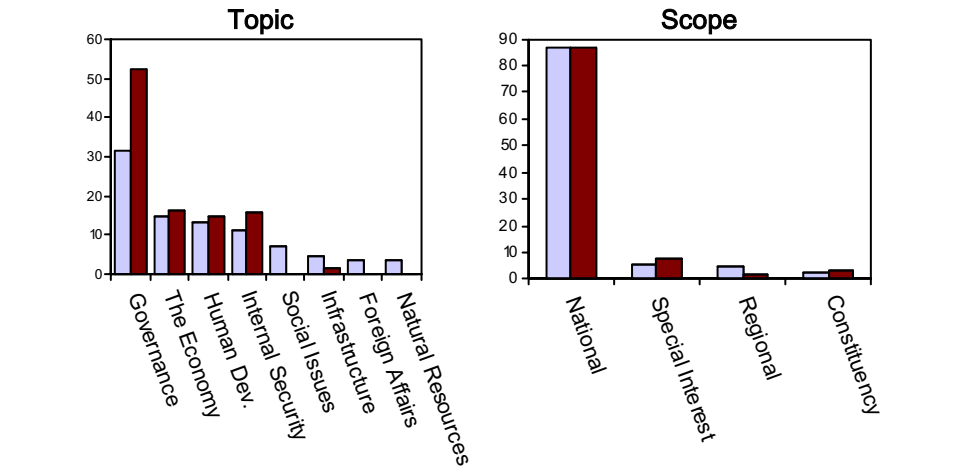 Topic
60
50
40
30
20
10
0
Governance
The Economy
Human Dev.
Internal Security
Social Issues
Infrastructure
Foreign Affairs
Natural Resources
Scope
90
80
70
60
50
40
30
20
10
0
National
Special Interest
Regional
Constituency